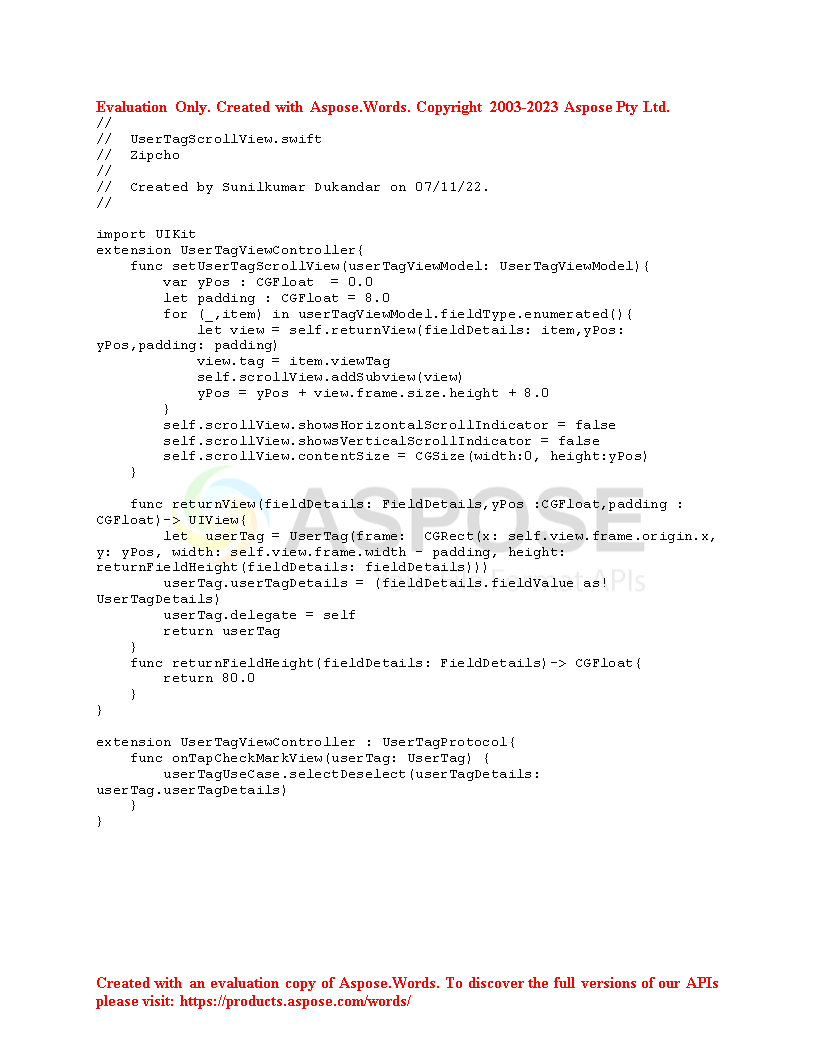 Evaluation Only. Created with Aspose.Words. Copyright 2003-2023 Aspose Pty Ltd.
//
//  UserTagScrollView.swift
//  Zipcho
//
//  Created by Sunilkumar Dukandar on 07/11/22.
//
import UIKit
extension UserTagViewController{
    func setUserTagScrollView(userTagViewModel: UserTagViewModel){
        var yPos : CGFloat  = 0.0
        let padding : CGFloat = 8.0
        for (_,item) in userTagViewModel.fieldType.enumerated(){
            let view = self.returnView(fieldDetails: item,yPos:
yPos,padding: padding)
            view.tag = item.viewTag
            self.scrollView.addSubview(view)
            yPos = yPos + view.frame.size.height + 8.0
        }
        self.scrollView.showsHorizontalScrollIndicator = false
        self.scrollView.showsVerticalScrollIndicator = false
        self.scrollView.contentSize = CGSize(width:0, height:yPos)
    }
    func returnView(fieldDetails: FieldDetails,yPos :CGFloat,padding :
CGFloat)-> UIView{
        let  userTag = UserTag(frame:  CGRect(x: self.view.frame.origin.x,
y: yPos, width: self.view.frame.width - padding, height:
returnFieldHeight(fieldDetails: fieldDetails)))
        userTag.userTagDetails = (fieldDetails.fieldValue as!
UserTagDetails)
        userTag.delegate = self
        return userTag
    }
    func returnFieldHeight(fieldDetails: FieldDetails)-> CGFloat{
        return 80.0
    }
}
extension UserTagViewController : UserTagProtocol{
    func onTapCheckMarkView(userTag: UserTag) {
        userTagUseCase.selectDeselect(userTagDetails:
userTag.userTagDetails)
    }
}
ASPOSE
APIs
Created with an evaluation copy of Aspose.Words. To discover the full versions of our APIs
please visit: https://products.aspose.com/words/